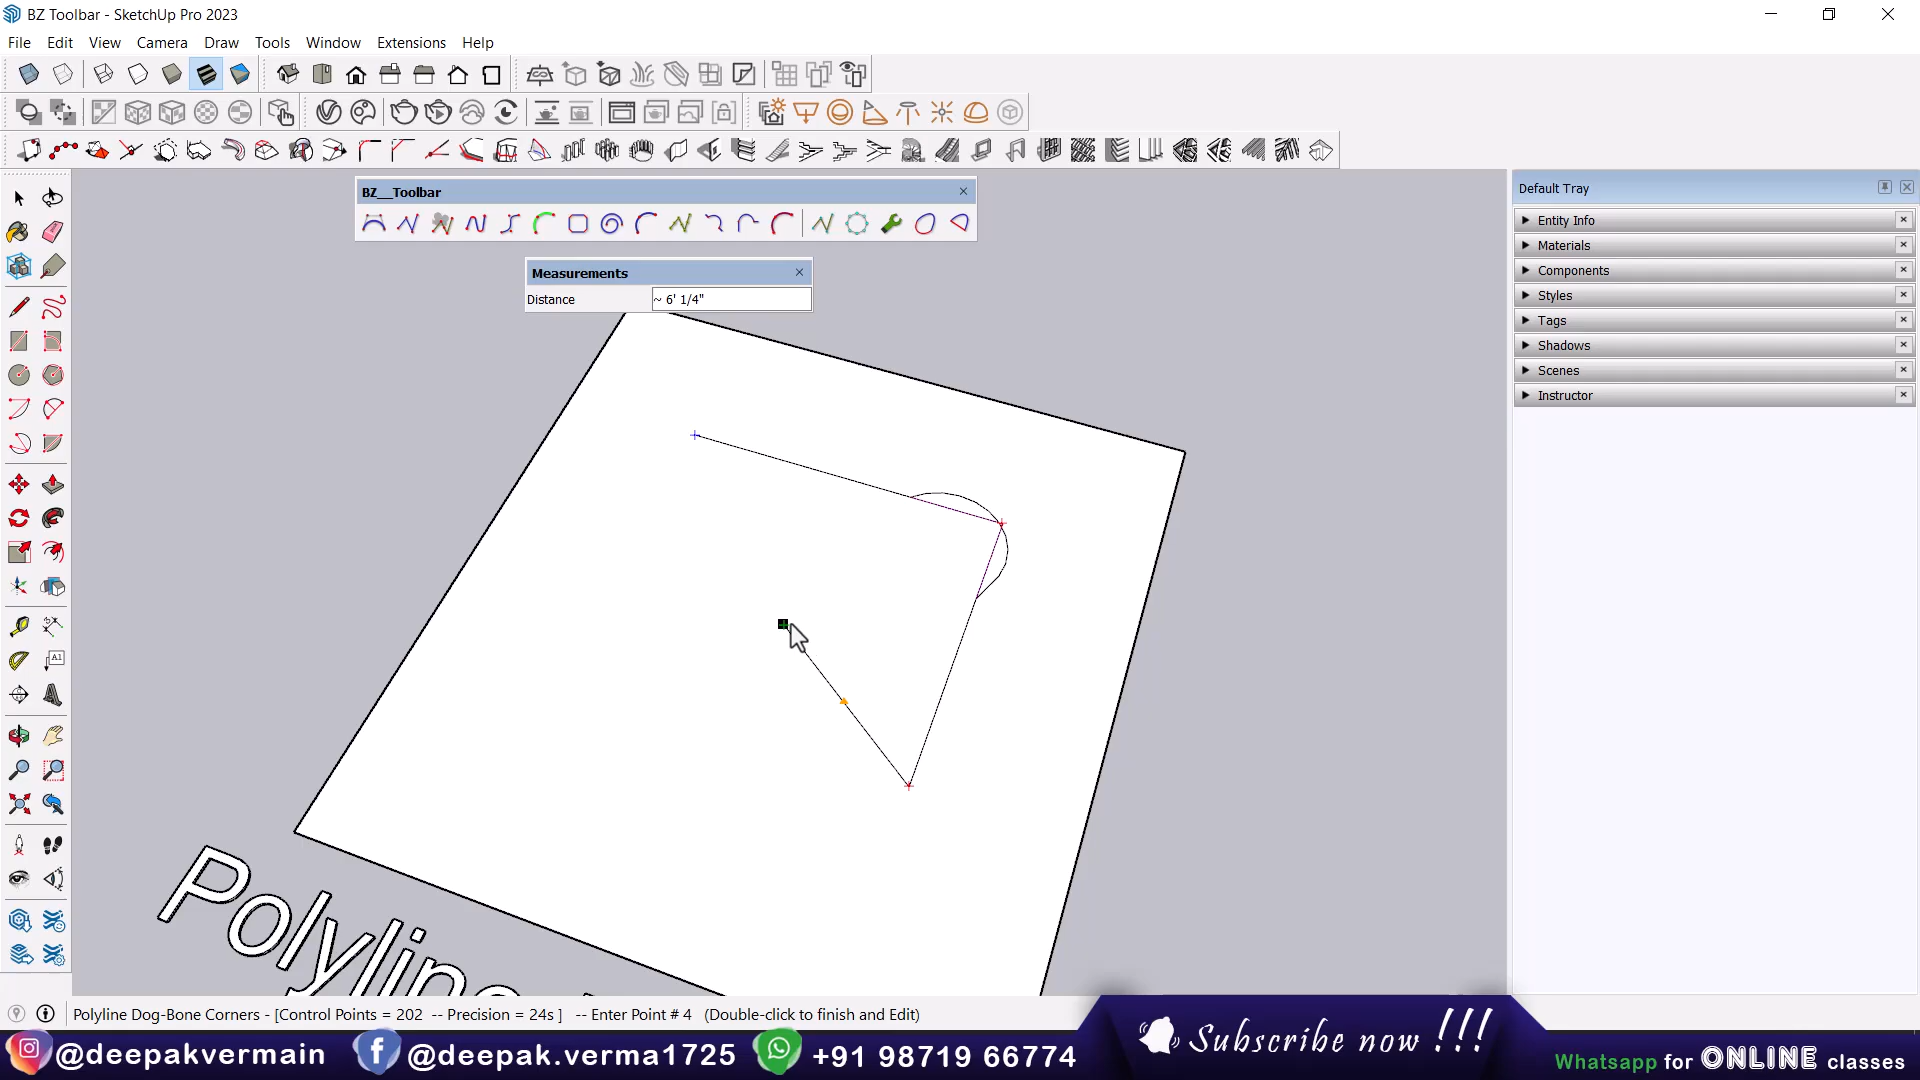 BZ Toolbar - SketchUp Pro 2023
File Edit View Camera Draw Tools Window Extensions Help
BZ__Toolbar
Measurements
Distance ~ 6' 1/4"
Default Tray
Entity Info
Materials
Components
Styles
Tags
Shadows
Scenes
Instructor
A1
Polyline
Polyline Dog-Bone Corners - [Control Points = 202 -- Precision = 24s ] -- Enter Point # 4 (Double-click to finish and Edit)
Subscribe now !!!
@deepakvermain @deepak.verma1725 +91 98719 66774
Whatsapp for ONLINE classes